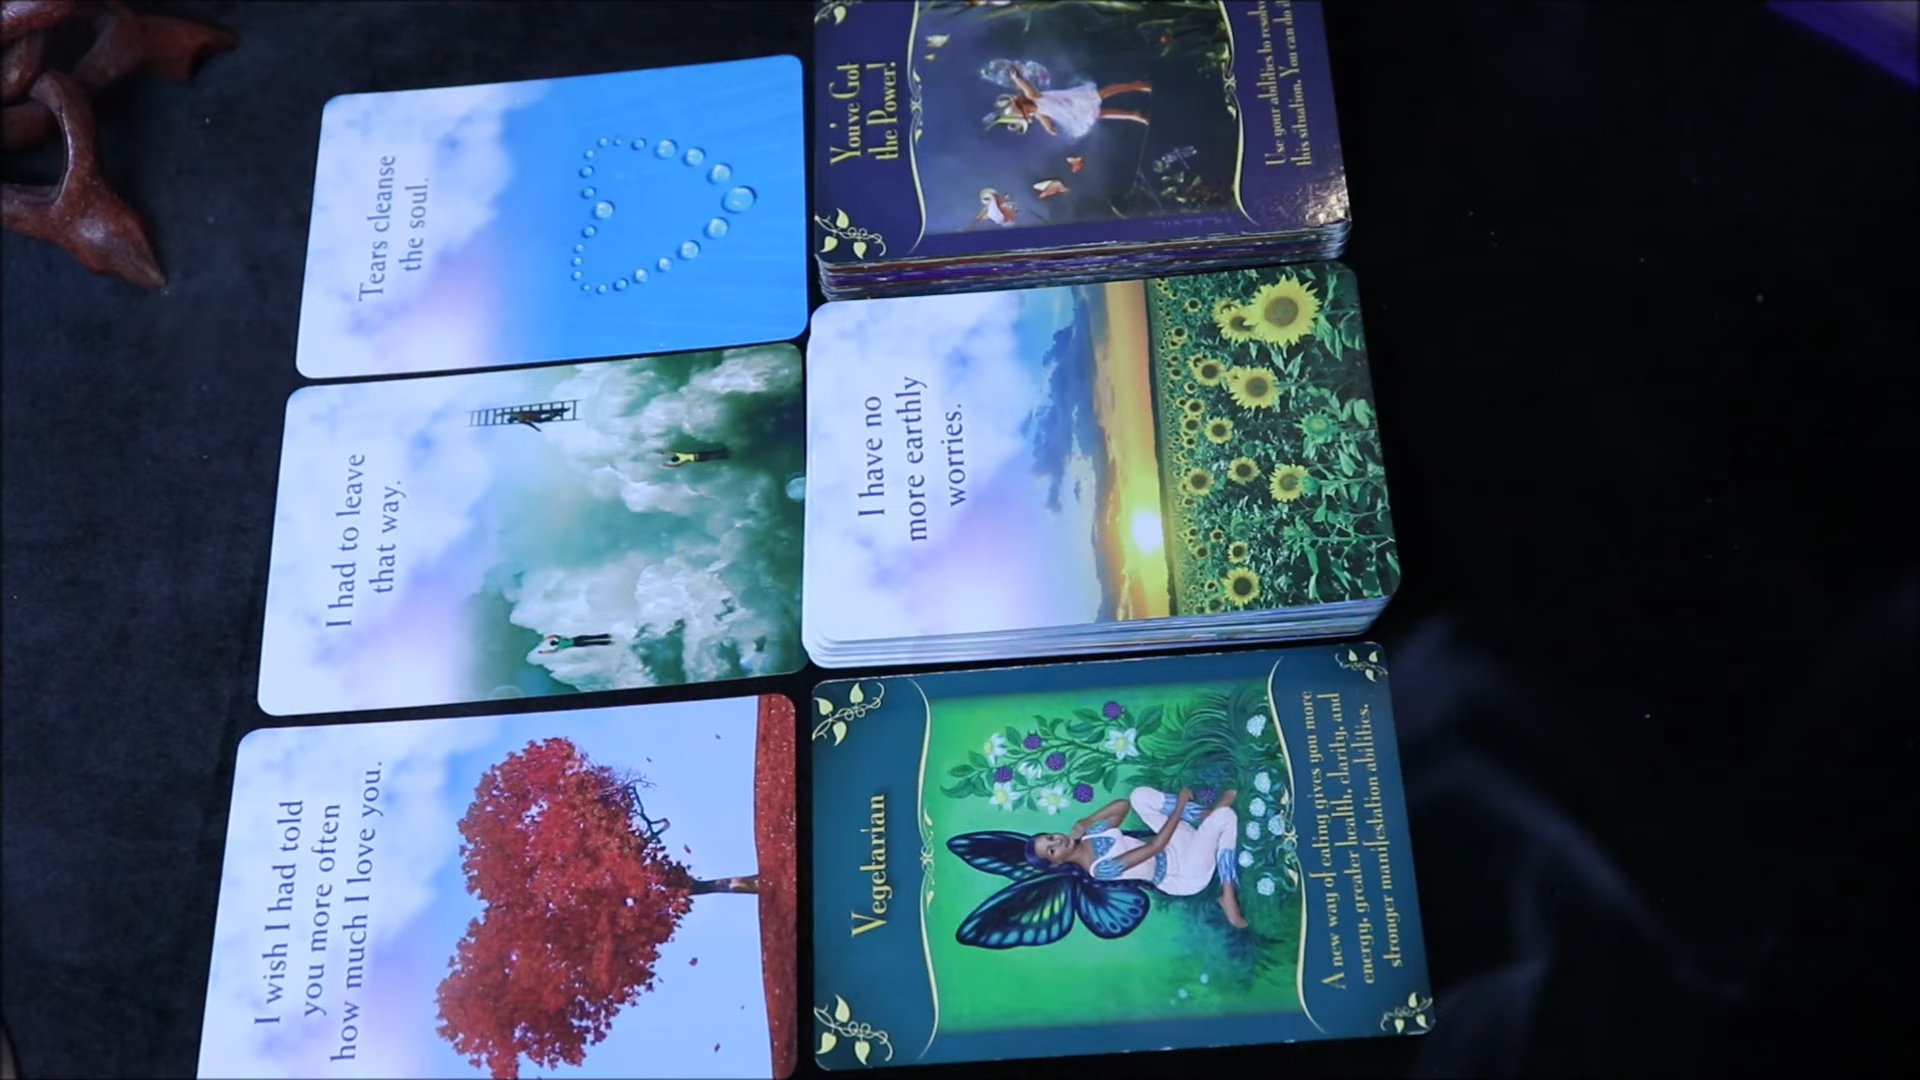 Tears cleanse
the soul.
I had to leave
that way.
I wish I had told
you more often
how much I love you.
You've Got
the Power!
Use your abilities to resolve
this situation. You can do
I have no
more earthly
worries.
Vegetarian
A new way of eating gives you more
energy, greater health, clarity, and
stronger manifestation abilities.